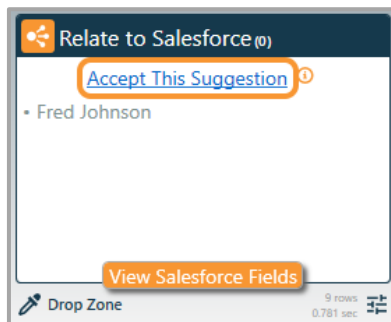 Relate to Salesforce (0)
Accept This Suggestion
• Fred Johnson
View Salesforce Fields
Drop Zone
9 rows
0.781 sec